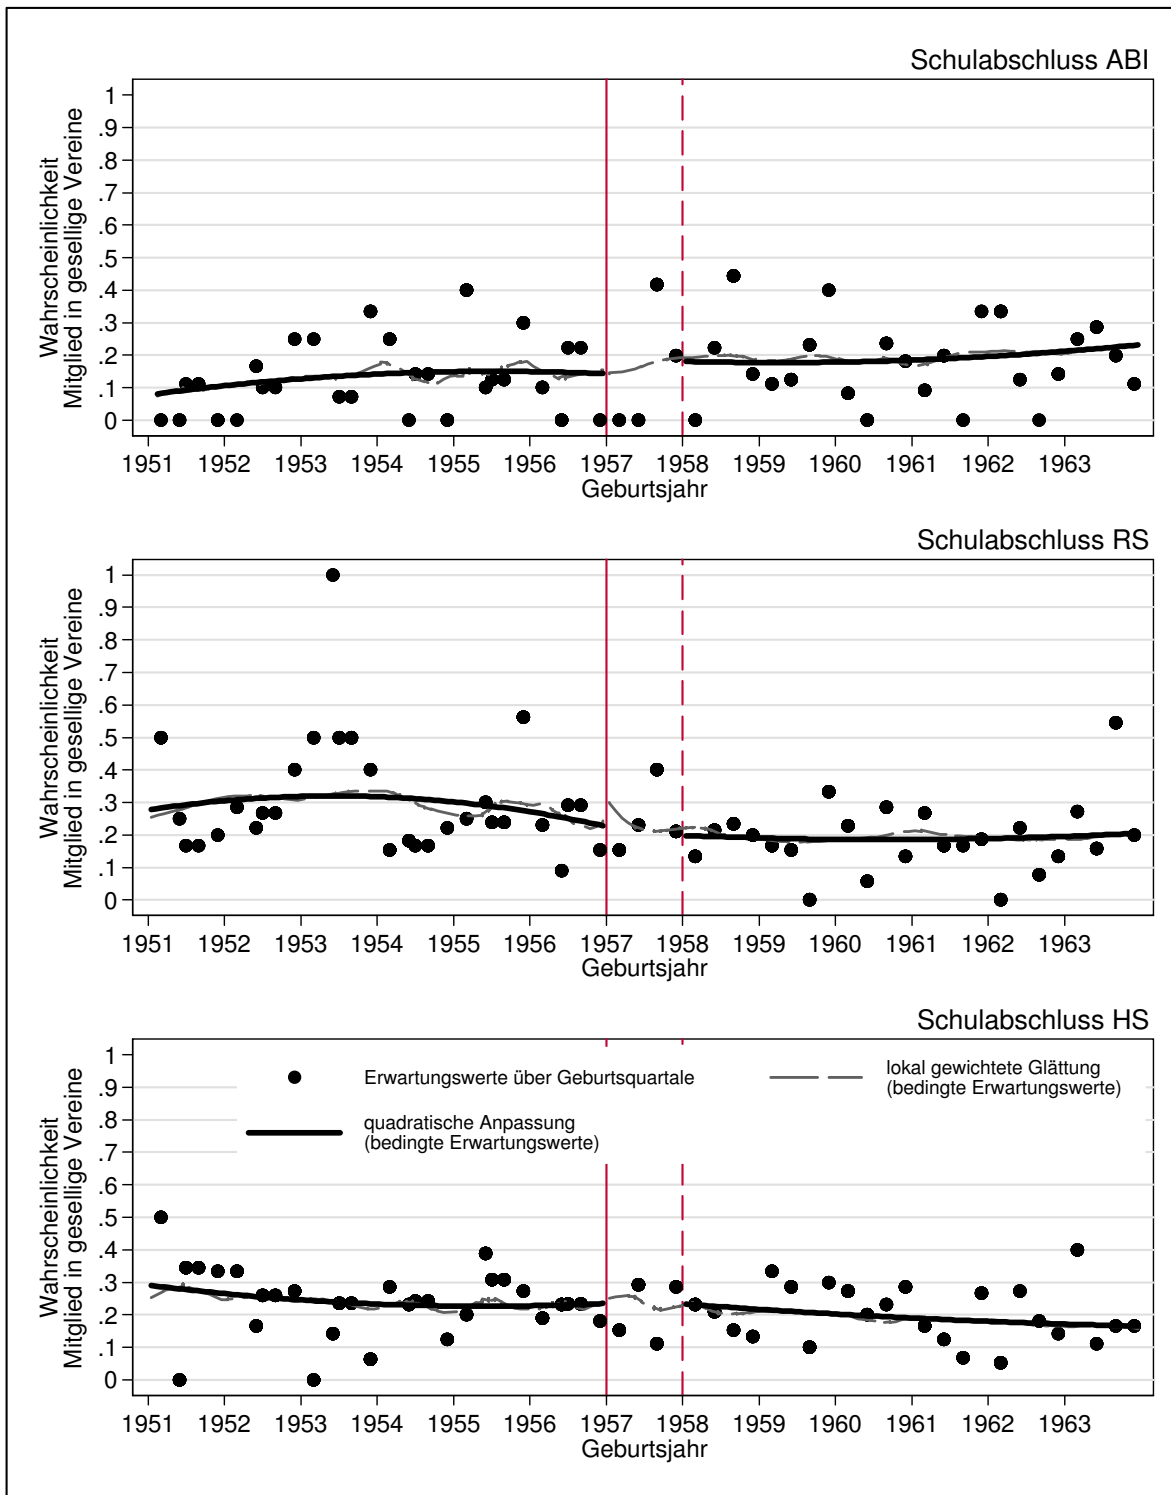 Schulabschluss ABI
Wahrscheinlichkeit
Mitglied in gesellige Vereine
1
.9
.8
.7
.6
.5
.4
.3
.2
.1
0
1951 1952 1953 1954 1955 1956 1957 1958 1959 1960 1961 1962 1963
Geburtsjahr
Schulabschluss RS
Wahrscheinlichkeit
Mitglied in gesellige Vereine
1
.9
.8
.7
.6
.5
.4
.3
.2
.1
0
1951 1952 1953 1954 1955 1956 1957 1958 1959 1960 1961 1962 1963
Geburtsjahr
Schulabschluss HS
Wahrscheinlichkeit
Mitglied in gesellige Vereine
1
.9
.8
.7
.6
.5
.4
.3
.2
.1
0
Erwartungswerte über Geburtsquartale
lokal gewichtete Glättung
(bedingte Erwartungswerte)
quadratische Anpassung
(bedingte Erwartungswerte)
1951 1952 1953 1954 1955 1956 1957 1958 1959 1960 1961 1962 1963
Geburtsjahr